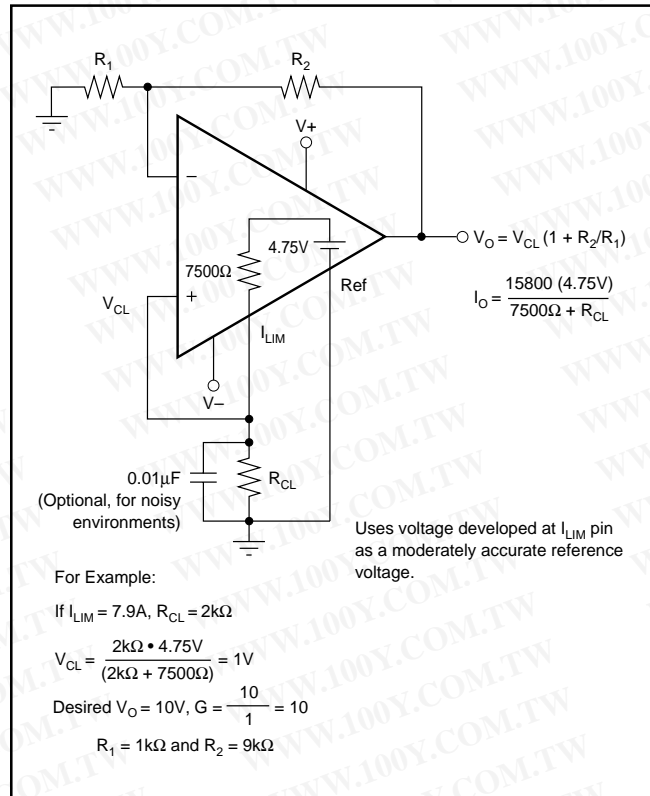 R1
R2
V+
−
4.75V
7500Ω
Ref
VO = VCL (1 + R2/R1)
IO = 15800 (4.75V) / 7500Ω + RCL
VCL
+
ILIM
V−
0.01µF
(Optional, for noisy
environments)
RCL
Uses voltage developed at ILIM pin
as a moderately accurate reference
voltage.
For Example:
If ILIM = 7.9A, RCL = 2kΩ
VCL = 2kΩ • 4.75V / (2kΩ + 7500Ω) = 1V
Desired VO = 10V, G = 10 / 1 = 10
R1 = 1kΩ and R2 = 9kΩ
WWW.100Y.COM.TW